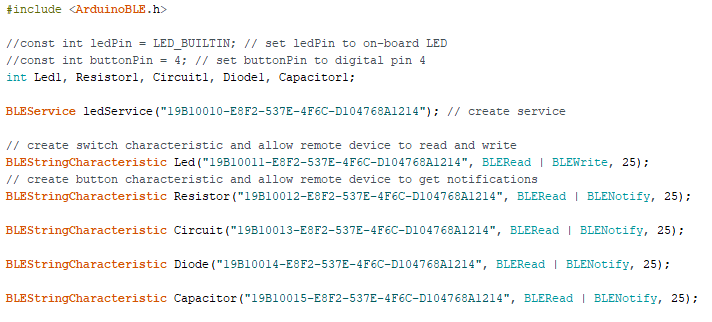 #include <ArduinoBLE.h>
//const int ledPin = LED_BUILTIN; // set ledPin to on-board LED
//const int buttonPin = 4; // set buttonPin to digital pin 4
int Led1, Resistor1, Circuit1, Diode1, Capacitor1;
BLEService ledService("19B10010-E8F2-537E-4F6C-D104768A1214"); // create service
// create switch characteristic and allow remote device to read and write
BLEStringCharacteristic Led("19B10011-E8F2-537E-4F6C-D104768A1214", BLERead | BLEWrite, 25);
// create button characteristic and allow remote device to get notifications
BLEStringCharacteristic Resistor("19B10012-E8F2-537E-4F6C-D104768A1214", BLERead | BLENotify, 25);
BLEStringCharacteristic Circuit("19B10013-E8F2-537E-4F6C-D104768A1214", BLERead | BLENotify, 25);
BLEStringCharacteristic Diode("19B10014-E8F2-537E-4F6C-D104768A1214", BLERead | BLENotify, 25);
BLEStringCharacteristic Capacitor("19B10015-E8F2-537E-4F6C-D104768A1214", BLERead | BLENotify, 25);